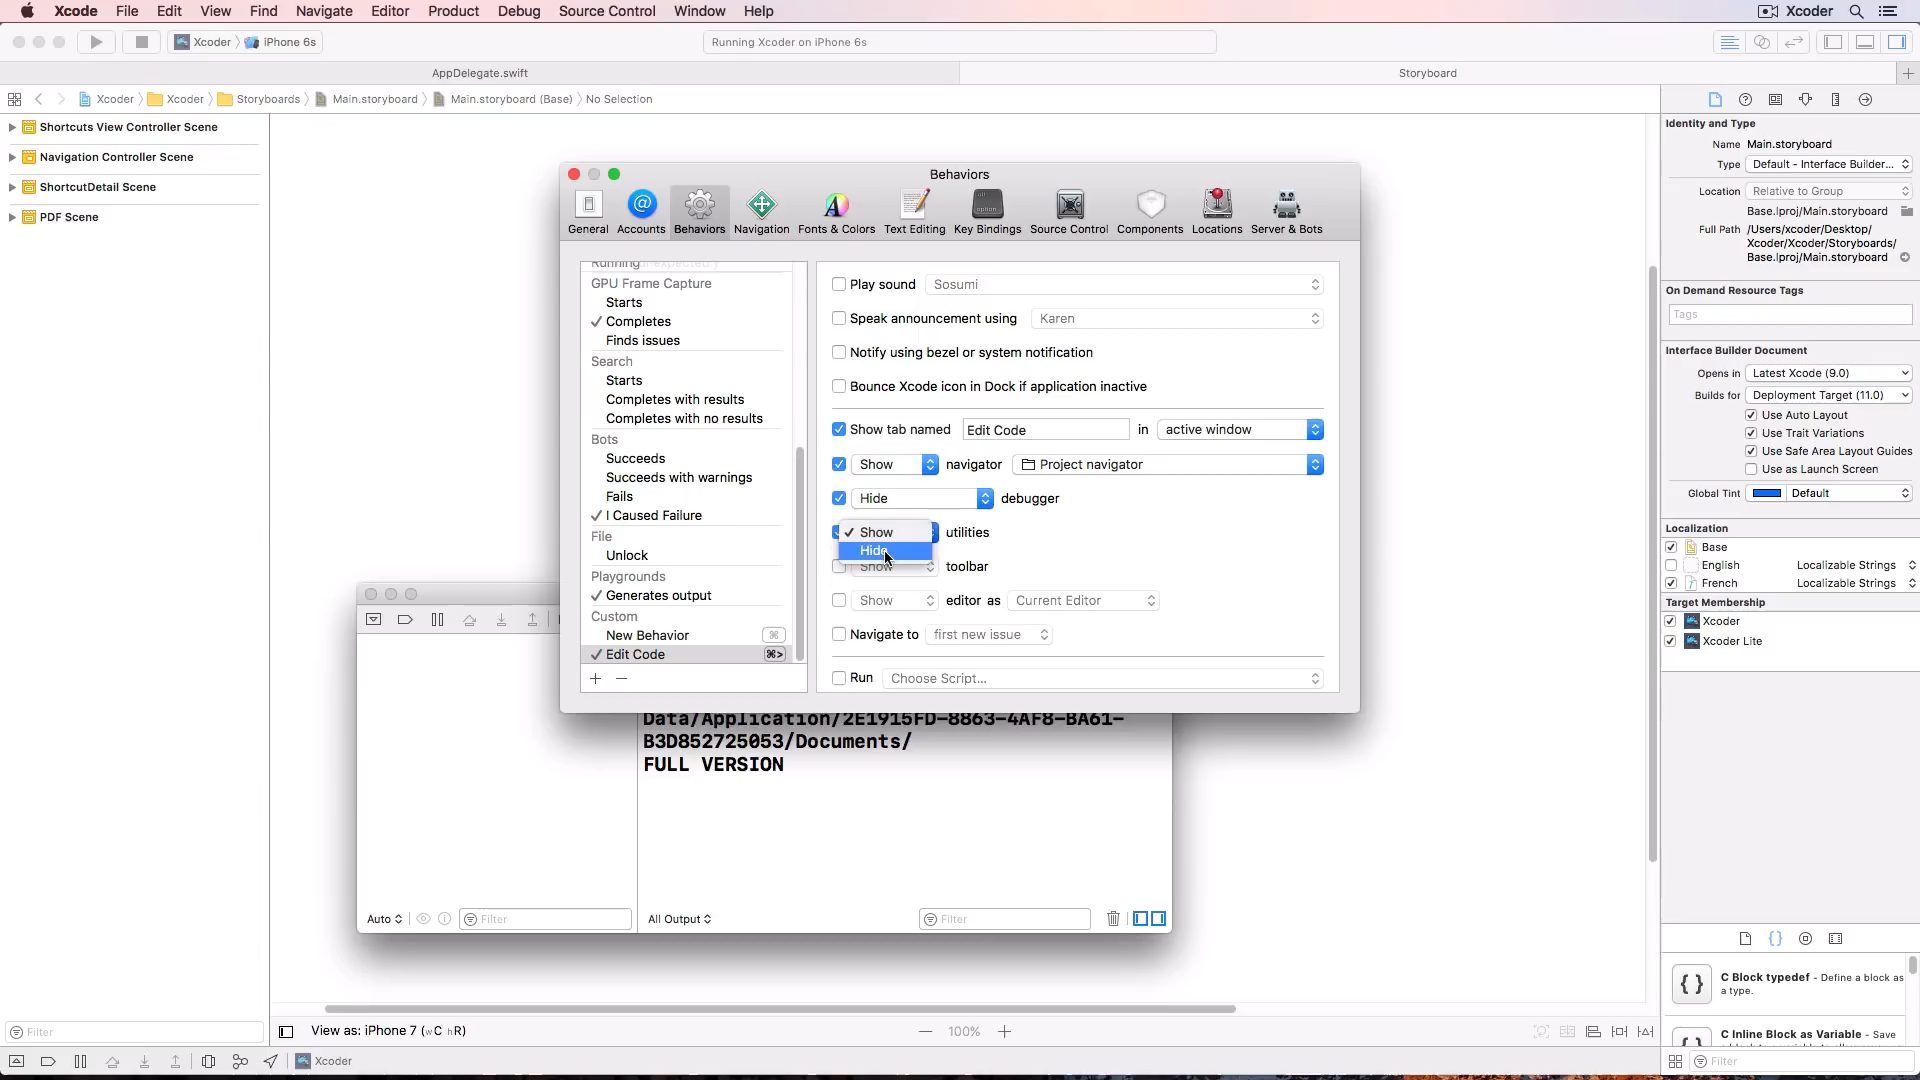 Xcode File Edit View Find Navigate Editor Product Debug Source Control Window Help Xcoder
Xcoder iPhone 6s Running Xcoder on iPhone 6s
AppDelegate.swift Storyboard
Xcoder Xcoder Storyboards Main.storyboard Main.storyboard (Base) No Selection
Shortcuts View Controller Scene
Navigation Controller Scene
ShortcutDetail Scene
PDF Scene
Filter
Behaviors
General Accounts Behaviors Navigation Fonts & Colors Text Editing Key Bindings Source Control Components Locations Server & Bots
Running
GPU Frame Capture
Starts
Completes
Finds issues
Search
Starts
Completes with results
Completes with no results
Bots
Succeeds
Succeeds with warnings
Fails
I Caused Failure
File
Unlock
Playgrounds
Generates output
Custom
New Behavior ⌘
Edit Code ⌘>
Play sound Sosumi
Speak announcement using Karen
Notify using bezel or system notification
Bounce Xcode icon in Dock if application inactive
Show tab named Edit Code in active window
Show navigator Project navigator
Hide debugger
Show utilities
Hide
Show toolbar
Show editor as Current Editor
Navigate to first new issue
Run Choose Script...
Data/Application/2E1915FD-8863-4AF8-BA61-
B3D852725053/Documents/
FULL VERSION
Auto Filter All Output Filter
View as: iPhone 7 (wC hR) 100%
Xcoder
Identity and Type
Name Main.storyboard
Type Default - Interface Builder...
Location Relative to Group
Base.lproj/Main.storyboard
Full Path /Users/xcoder/Desktop/
Xcoder/Xcoder/Storyboards/
Base.lproj/Main.storyboard
On Demand Resource Tags
Tags
Interface Builder Document
Opens in Latest Xcode (9.0)
Builds for Deployment Target (11.0)
Use Auto Layout
Use Trait Variations
Use Safe Area Layout Guides
Use as Launch Screen
Global Tint Default
Localization
Base
English Localizable Strings
French Localizable Strings
Target Membership
Xcoder
Xcoder Lite
{ } C Block typedef - Define a block as
a type.
C Inline Block as Variable - Save
Filter